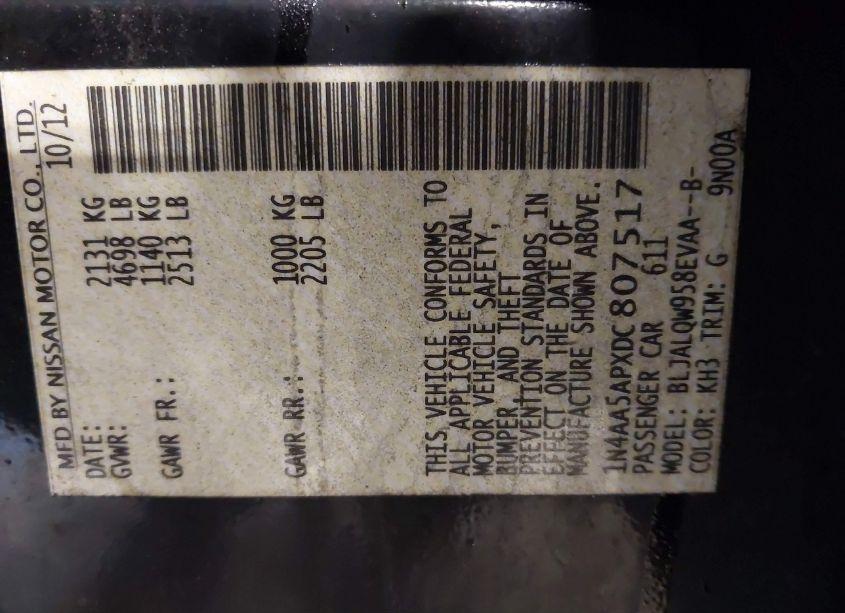 MFD BY NISSAN MOTOR CO., LTD.
DATE: 10/12
GVWR: 2131 KG
4698 LB
GAWR FR.: 1140 KG
2513 LB
GAWR RR.: 1000 KG
2205 LB
THIS VEHICLE CONFORMS TO
ALL APPLICABLE FEDERAL
MOTOR VEHICLE SAFETY,
BUMPER, AND THEFT
PREVENTION STANDARDS IN
EFFECT ON THE DATE OF
MANUFACTURE SHOWN ABOVE.
1N4AA5APXDC807517
PASSENGER CAR 611
MODEL: BLJALQW958EVAA--B-
COLOR: KH3 TRIM: G 9N00A